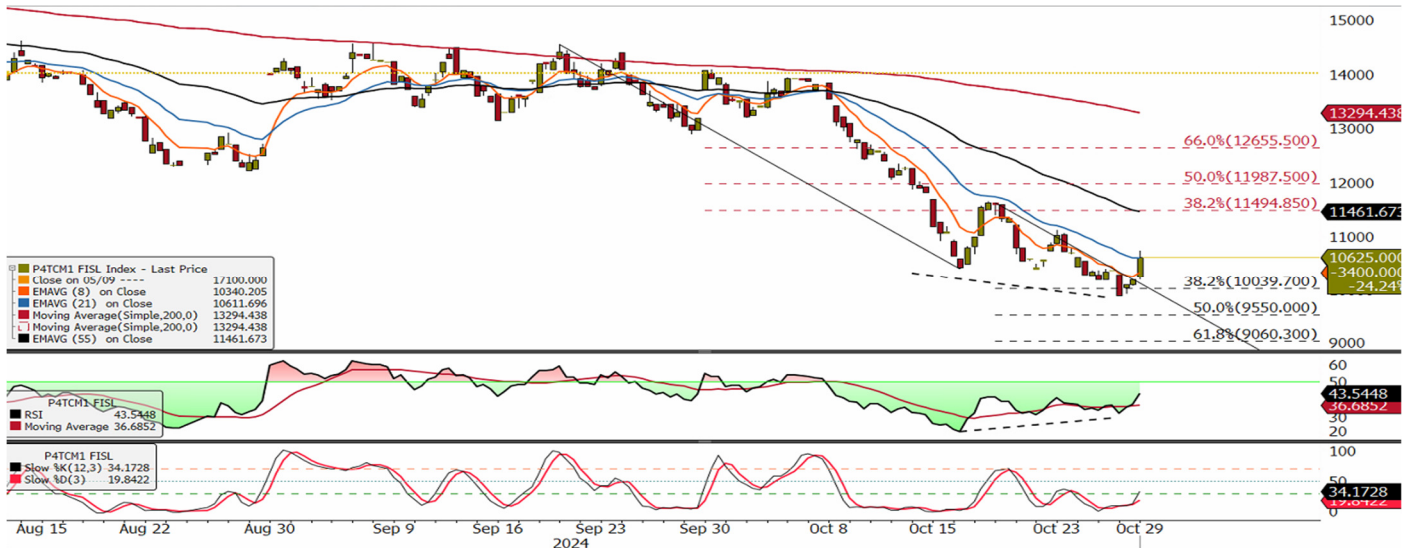 15000
14000
13294.438
13000
66.0%(12655.500)
50.0%(11987.500)
12000
38.2%(11494.850)
11461.673
11000
10625.000
-3400.000
-24.24%
38.2%(10039.700)
50.0%(9550.000)
61.8%(9060.300)
9000
P4TCM1 FISL Index - Last Price
Close on 05/09 ---- 17100.000
EMAVG (8) on Close 10340.205
EMAVG (21) on Close 10611.696
Moving Average(Simple,200,0) 13294.438
Moving Average(Simple,200,0) 13294.438
EMAVG (55) on Close 11461.673
60
50
43.5448
36.6852
30
20
P4TCM1 FISL
RSI 43.5448
Moving Average 36.6852
100
50
34.1728
19.8422
0
P4TCM1 FISL
Slow %K(12,3) 34.1728
Slow %D(3) 19.8422
Aug 15 Aug 22 Aug 30 Sep 9 Sep 16 Sep 23 Sep 30 Oct 8 Oct 15 Oct 23 Oct 29
2024